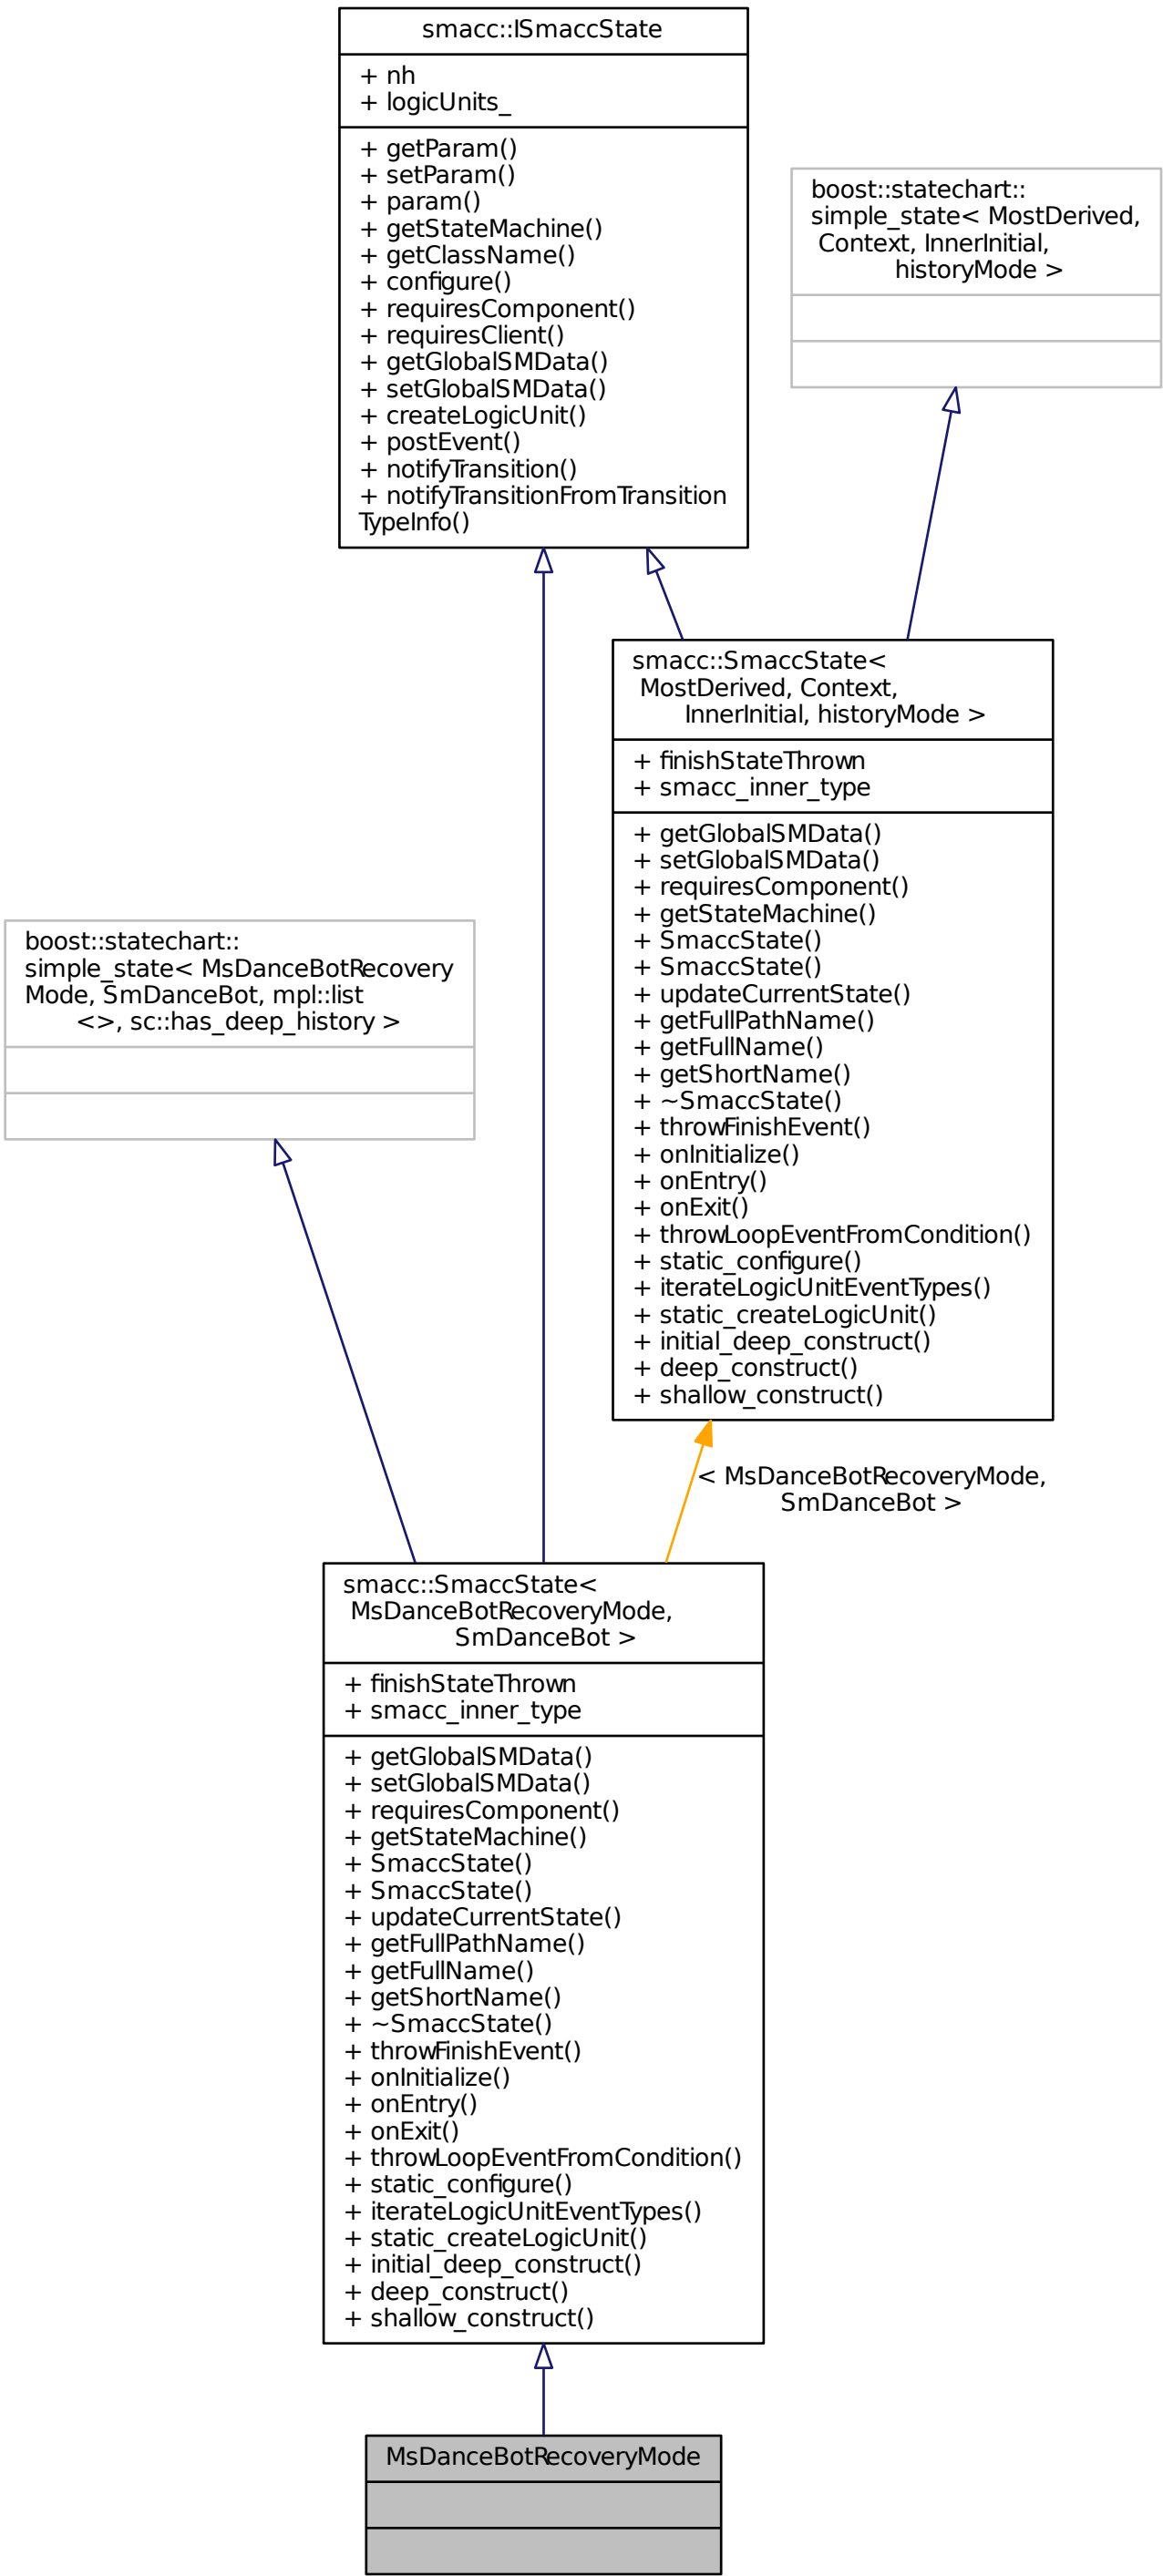 smacc::ISmaccState
+ nh
+ logicUnits_
+ getParam()
+ setParam()
+ param()
+ getStateMachine()
+ getClassName()
+ configure()
+ requiresComponent()
+ requiresClient()
+ getGlobalSMData()
+ setGlobalSMData()
+ createLogicUnit()
+ postEvent()
+ notifyTransition()
+ notifyTransitionFromTransition
TypeInfo()
boost::statechart::
simple_state< MostDerived,
Context, InnerInitial,
historyMode >
smacc::SmaccState<
MostDerived, Context,
InnerInitial, historyMode >
+ finishStateThrown
+ smacc_inner_type
+ getGlobalSMData()
+ setGlobalSMData()
+ requiresComponent()
+ getStateMachine()
+ SmaccState()
+ SmaccState()
+ updateCurrentState()
+ getFullPathName()
+ getFullName()
+ getShortName()
+ ~SmaccState()
+ throwFinishEvent()
+ onInitialize()
+ onEntry()
+ onExit()
+ throwLoopEventFromCondition()
+ static_configure()
+ iterateLogicUnitEventTypes()
+ static_createLogicUnit()
+ initial_deep_construct()
+ deep_construct()
+ shallow_construct()
boost::statechart::
simple_state< MsDanceBotRecovery
Mode, SmDanceBot, mpl::list
<>, sc::has_deep_history >
< MsDanceBotRecoveryMode,
SmDanceBot >
smacc::SmaccState<
MsDanceBotRecoveryMode,
SmDanceBot >
+ finishStateThrown
+ smacc_inner_type
+ getGlobalSMData()
+ setGlobalSMData()
+ requiresComponent()
+ getStateMachine()
+ SmaccState()
+ SmaccState()
+ updateCurrentState()
+ getFullPathName()
+ getFullName()
+ getShortName()
+ ~SmaccState()
+ throwFinishEvent()
+ onInitialize()
+ onEntry()
+ onExit()
+ throwLoopEventFromCondition()
+ static_configure()
+ iterateLogicUnitEventTypes()
+ static_createLogicUnit()
+ initial_deep_construct()
+ deep_construct()
+ shallow_construct()
MsDanceBotRecoveryMode